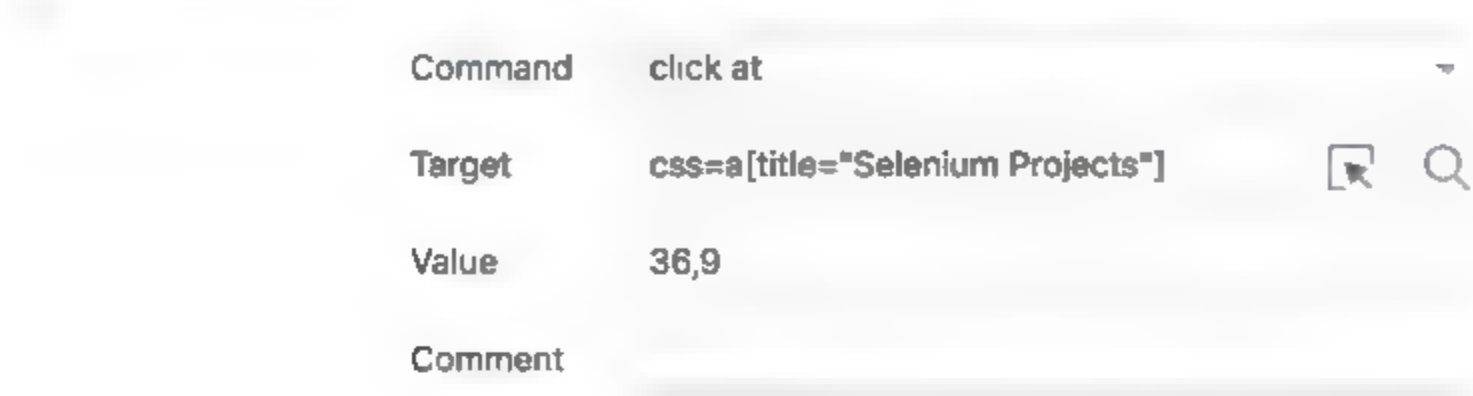 Command click at
Target css=a[title="Selenium Projects"]
Value 36,9
Comment